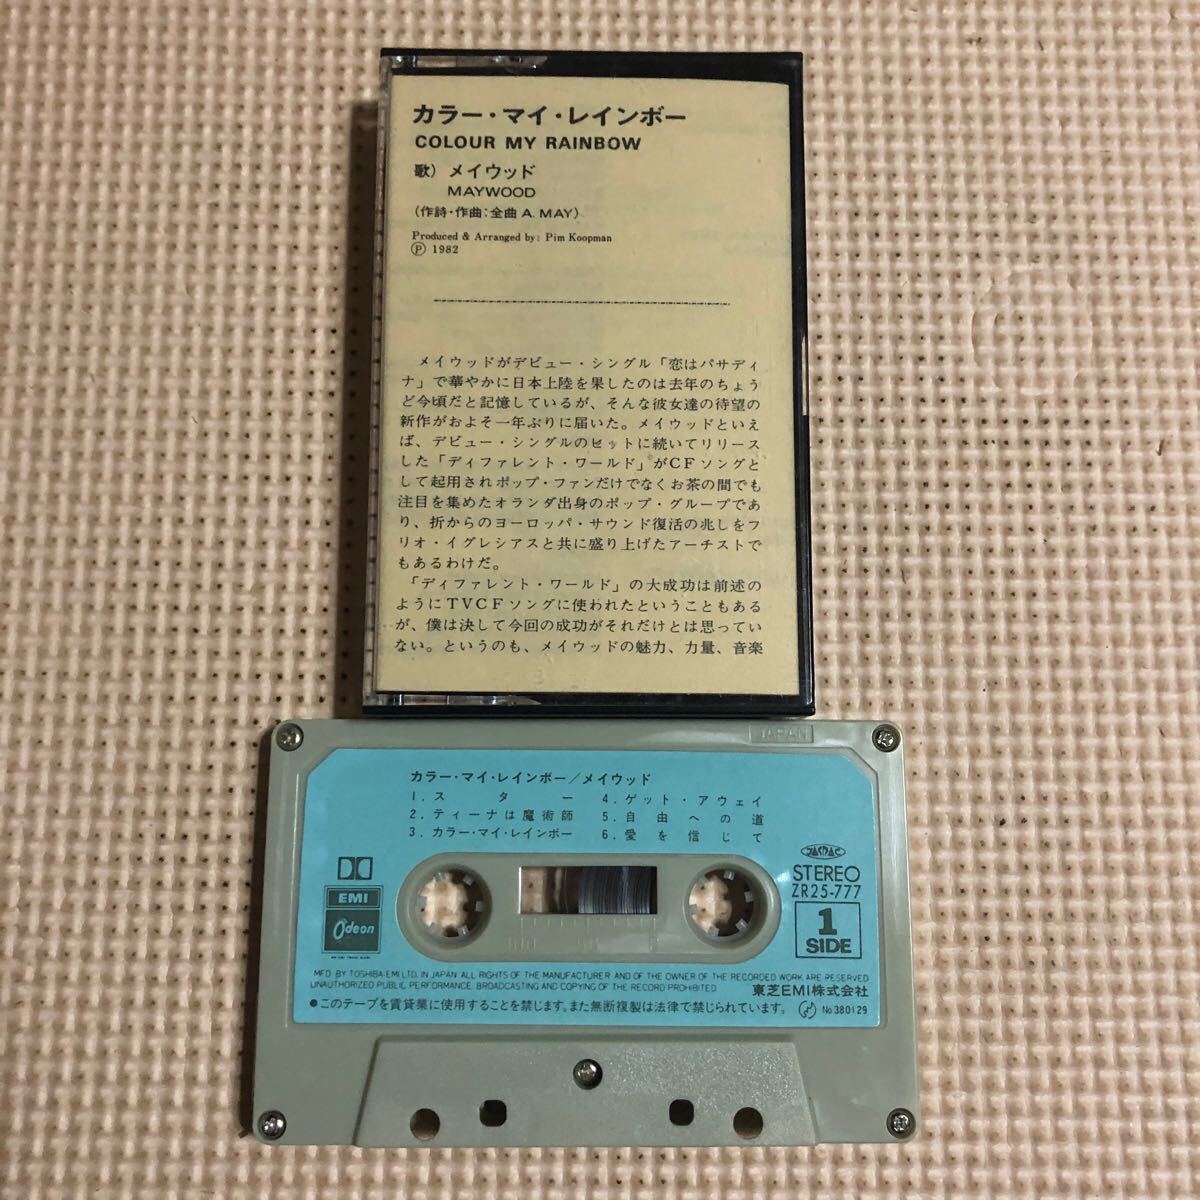 カラー・マイ・レインボー
COLOUR MY RAINBOW
歌）メイウッド
MAYWOOD
（作詩・作曲：全曲 A. MAY）
Produced & Arranged by: Pim Koopman
Ⓟ 1982
メイウッドがデビュー・シングル「恋はパサディ
ナ」で華やかに日本上陸を果したのは去年のちょう
ど今頃だと記憶しているが、そんな彼女達の待望の
新作がおよそ一年ぶりに届いた。メイウッドといえ
ば、デビュー・シングルのヒットに続いてリリース
した「ディファレント・ワールド」がCFソングと
して起用されポップ・ファンだけでなくお茶の間でも
注目を集めたオランダ出身のポップ・グループであ
り、折からのヨーロッパ・サウンド復活の兆しをフ
リオ・イグレシアスと共に盛り上げたアーチストで
もあるわけだ。
「ディファレント・ワールド」の大成功は前述の
ようにTVCFソングに使われたということもある
が、僕は決して今回の成功がそれだけとは思ってい
ない。というのも、メイウッドの魅力、力量、音楽
JAPAN
カラー・マイ・レインボー／メイウッド
1. スター
2. ティーナは魔術師
3. カラー・マイ・レインボー
4. ゲット・アウェイ
5. 自由への道
6. 愛を信じて
EMI
Odeon
JASRAC
STEREO
ZR25-777
1
SIDE
100 50 0
MFD BY TOSHIBA EMI LTD. IN JAPAN ALL RIGHTS OF THE MANUFACTURER AND OF THE OWNER OF THE RECORDED WORK ARE RESERVED
UNAUTHORIZED PUBLIC PERFORMANCE BROADCASTING AND COPYING OF THE RECORD PROHIBITED 東芝EMI株式会社
●このテープを賃貸業に使用することを禁じます。また無断複製は法律で禁じられています。 No.380129